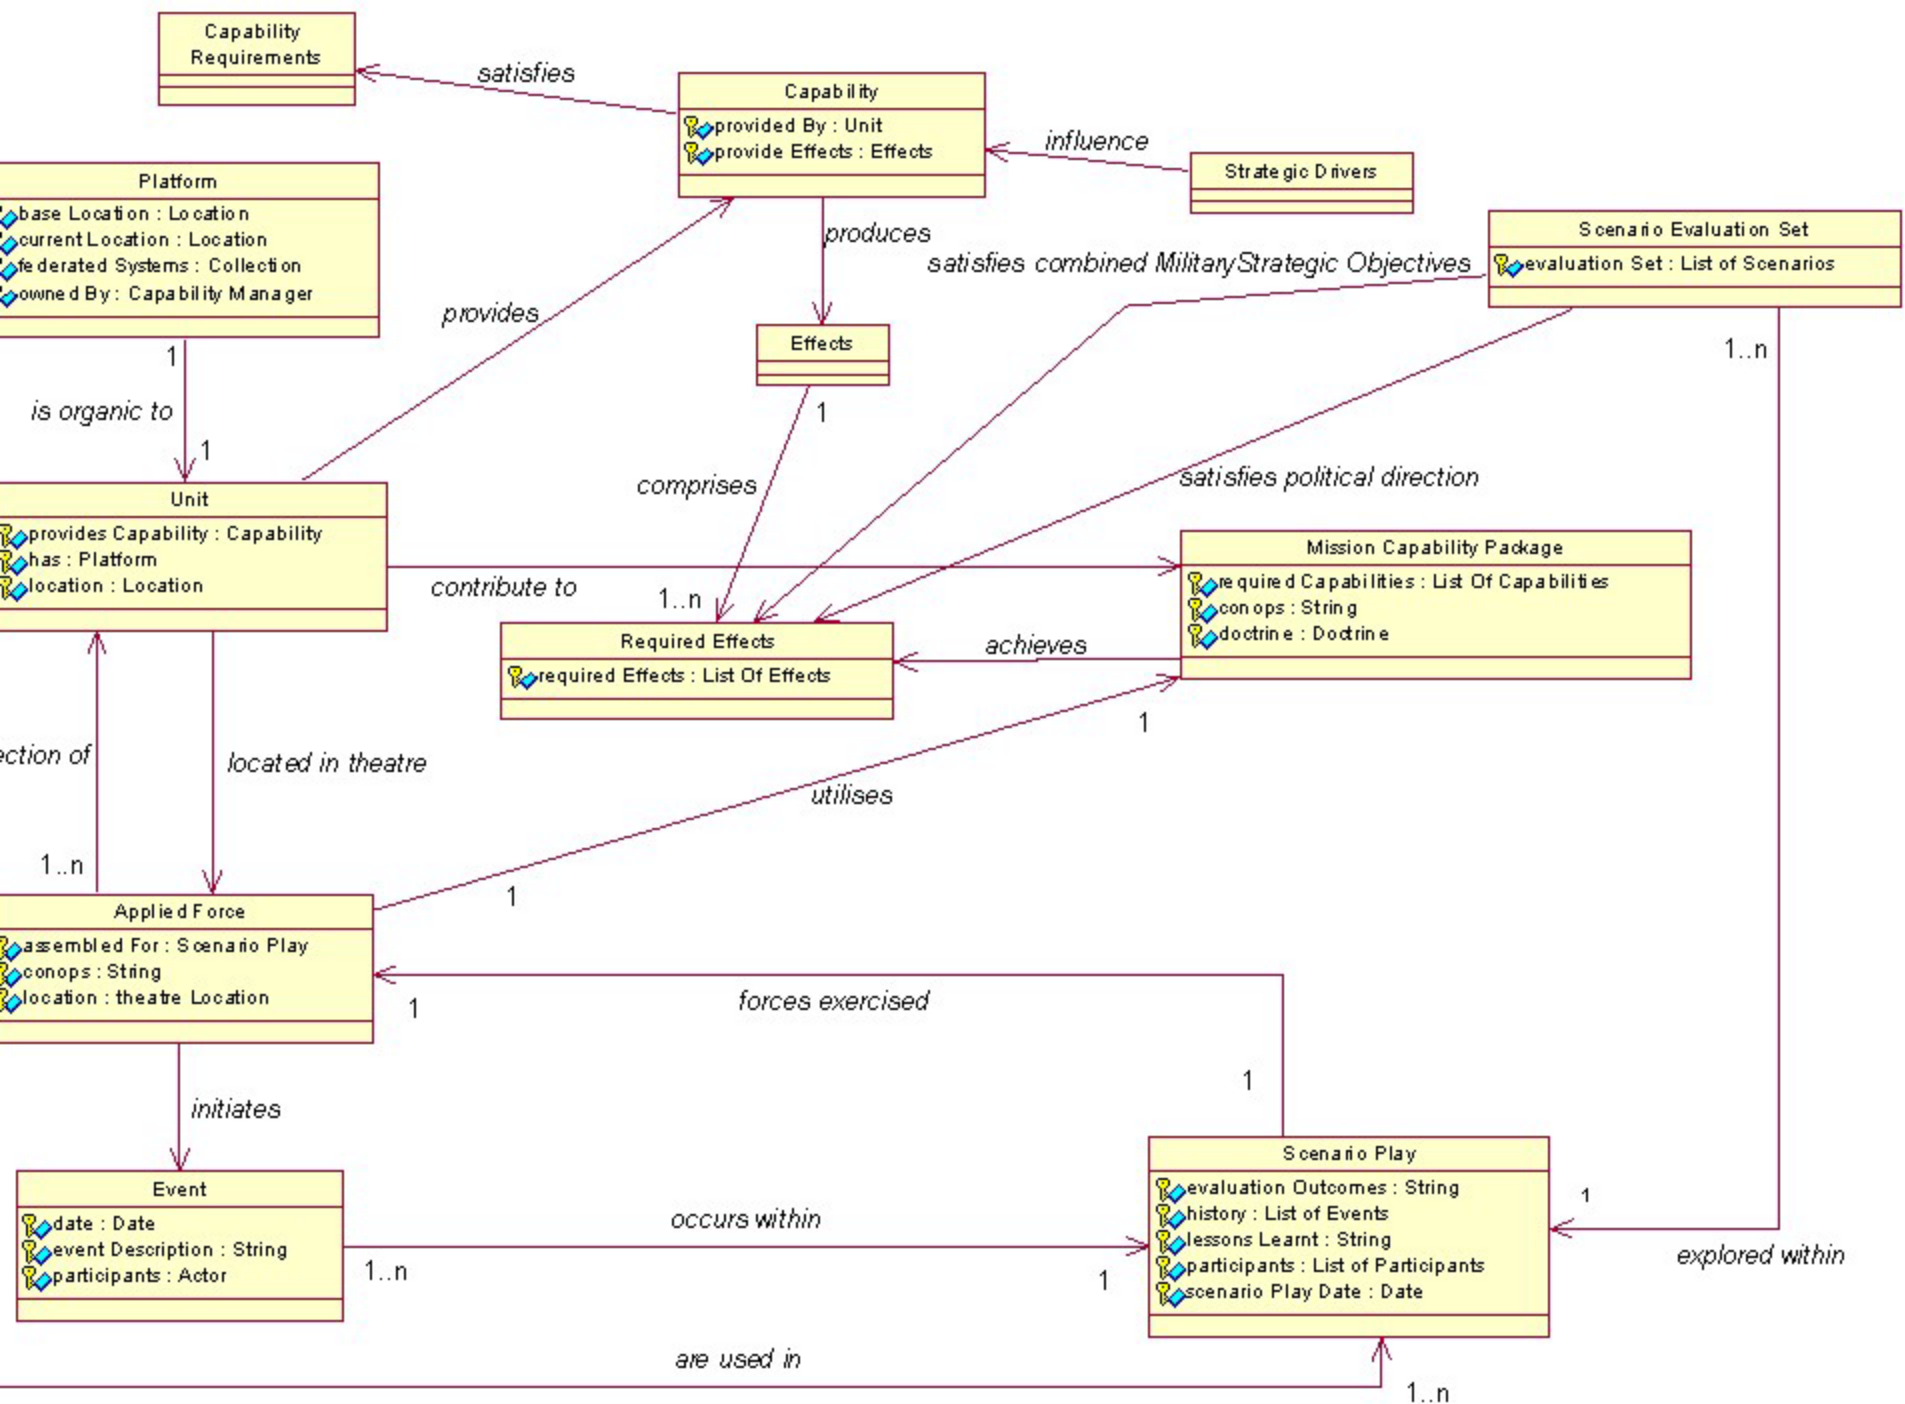 Capability
Requirements
satisfies
Capability
provided By : Unit
provide Effects : Effects
influence
Strategic Drivers
Platform
base Location : Location
current Location : Location
federated Systems : Collection
owned By : Capability Manager
produces
satisfies combined MilitaryStrategic Objectives
Scenario Evaluation Set
evaluation Set : List of Scenarios
provides
1
is organic to
1
Effects
1
1..n
comprises
satisfies political direction
Unit
provides Capability : Capability
has : Platform
location : Location
contribute to
1..n
Mission Capability Package
required Capabilities : List Of Capabilities
conops : String
doctrine : Doctrine
Required Effects
required Effects : List Of Effects
achieves
1
ection of
located in theatre
utilises
1..n
1
Applied Force
assembled For : Scenario Play
conops : String
location : theatre Location
1
forces exercised
1
initiates
Event
date : Date
event Description : String
participants : Actor
occurs within
1..n
1
Scenario Play
evaluation Outcomes : String
history : List of Events
lessons Learnt : String
participants : List of Participants
scenario Play Date : Date
1
explored within
are used in
1..n